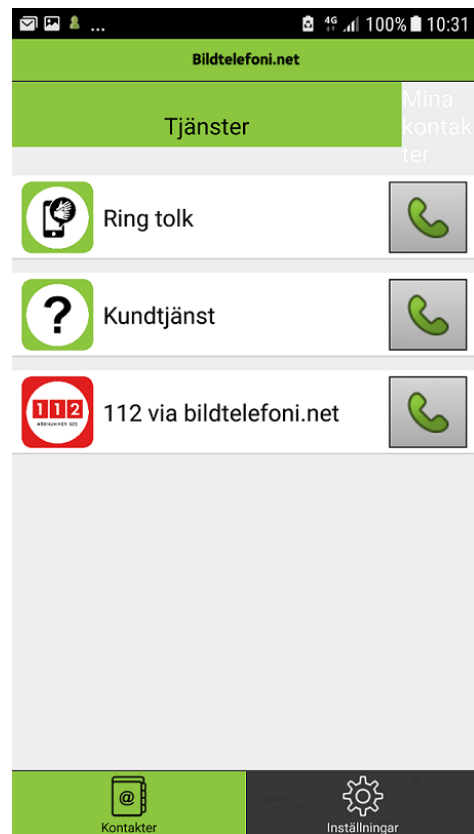 ... 4G 100% 10:31
Bildtelefoni.net
Tjänster
Mina
kontak
ter
Ring tolk
?
Kundtjänst
112
112 via bildtelefoni.net
@
Kontakter
Inställningar